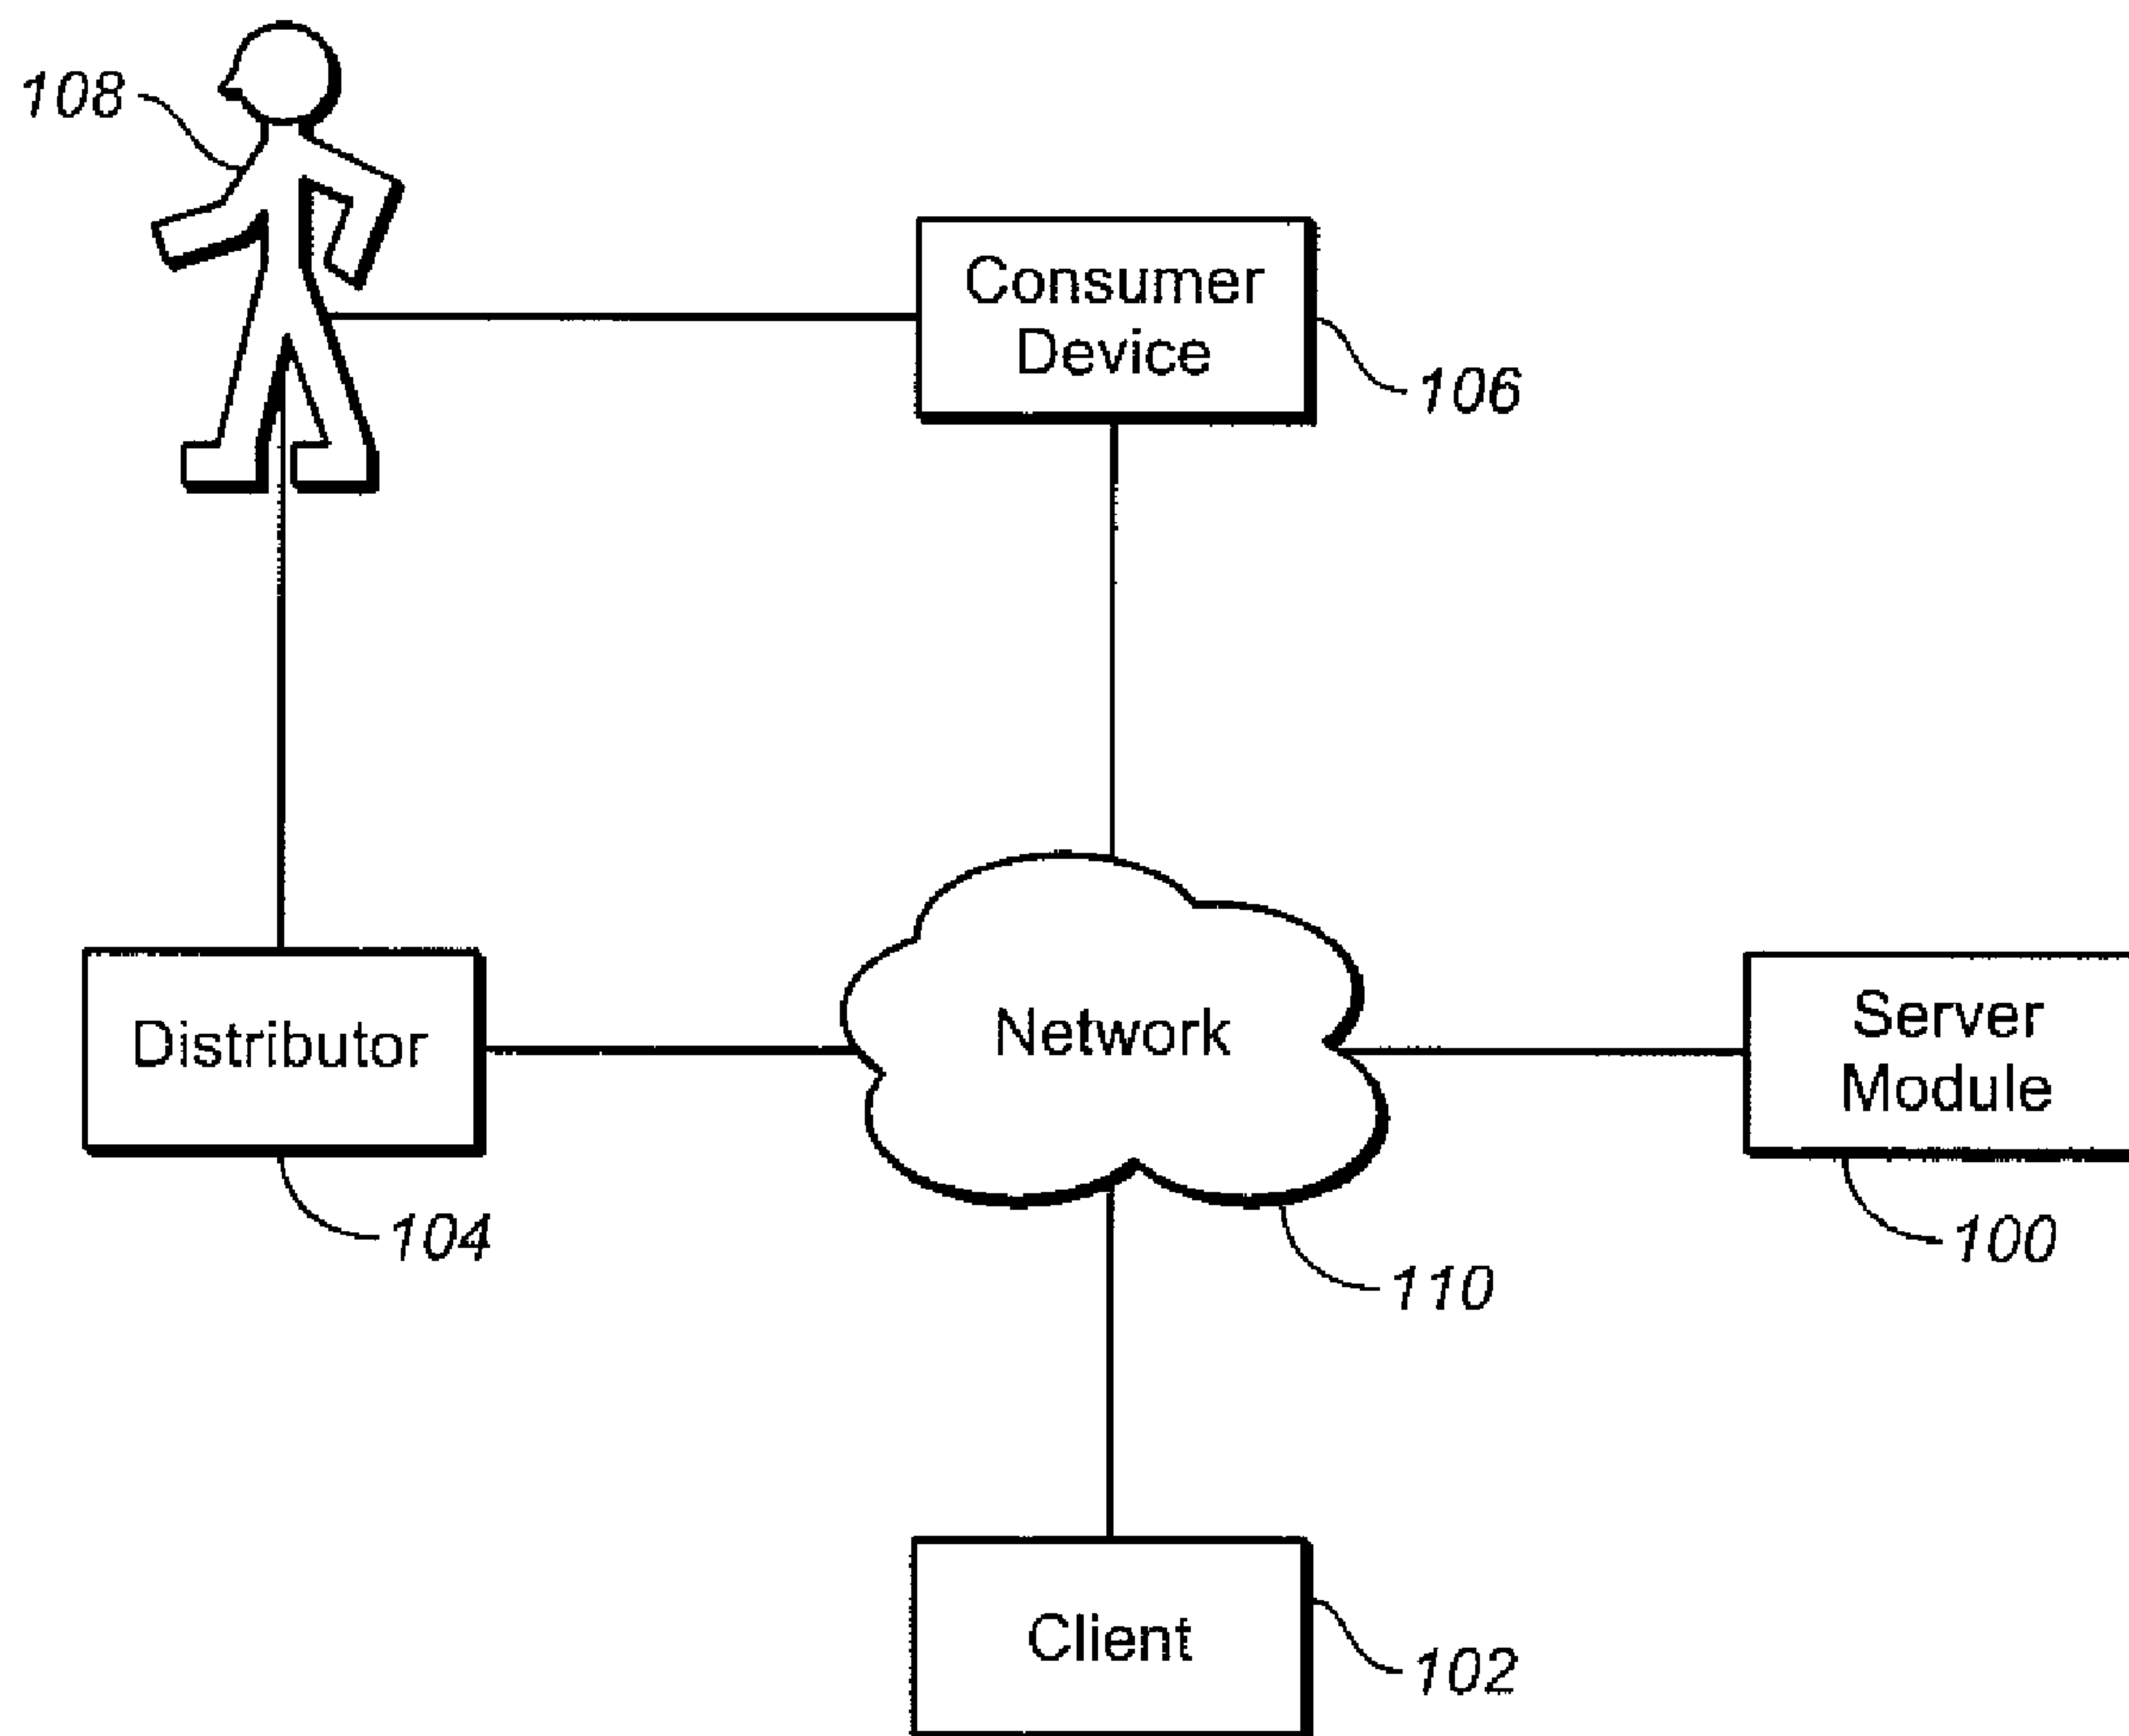 108
Consumer
Device
106
Network
Distributor
Server
Module
104
100
110
Client
102